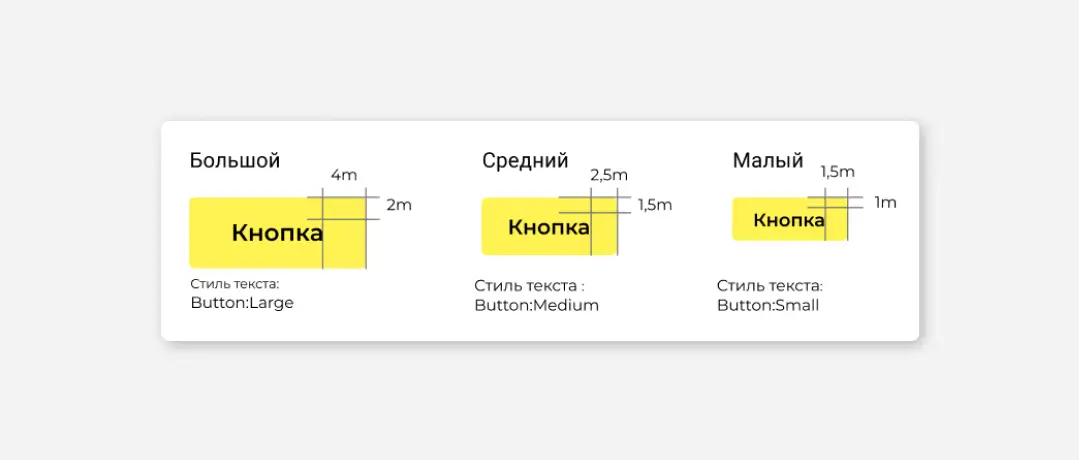 Большой
4m
2m
Кнопка
Стиль текста:
Button:Large
Средний
2,5m
1,5m
Кнопка
Стиль текста :
Button:Medium
Малый
1,5m
1m
Кнопка
Стиль текста:
Button:Small